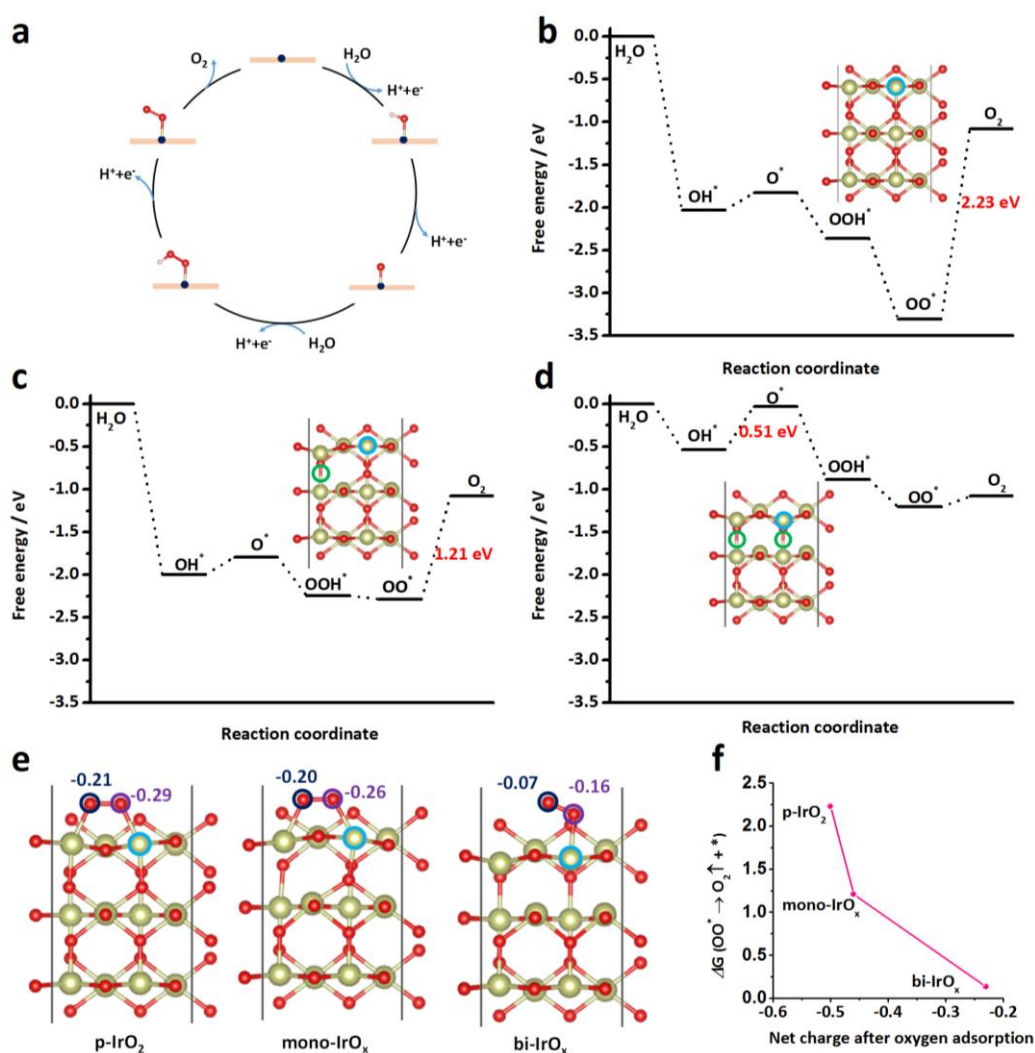 a
O₂
H₂O
H⁺+e⁻
H⁺+e⁻
H⁺+e⁻
H⁺+e⁻
H₂O
b
Free energy / eV
0.0
-0.5
-1.0
-1.5
-2.0
-2.5
-3.0
-3.5
H₂O
OH*
O*
OOH*
OO*
O₂
2.23 eV
Reaction coordinate
c
Free energy / eV
0.0
-0.5
-1.0
-1.5
-2.0
-2.5
-3.0
-3.5
H₂O
OH*
O*
OOH*
OO*
O₂
1.21 eV
Reaction coordinate
d
Free energy / eV
0.0
-0.5
-1.0
-1.5
-2.0
-2.5
-3.0
-3.5
H₂O
OH*
O*
0.51 eV
OOH*
OO*
O₂
Reaction coordinate
e
-0.21
-0.29
-0.20
-0.26
-0.07
-0.16
p-IrO₂
mono-IrOₓ
bi-IrOₓ
f
ΔG (OO* → O₂↑ + *)
2.5
2.0
1.5
1.0
0.5
0.0
p-IrO₂
mono-IrOₓ
bi-IrOₓ
-0.6
-0.5
-0.4
-0.3
-0.2
Net charge after oxygen adsorption